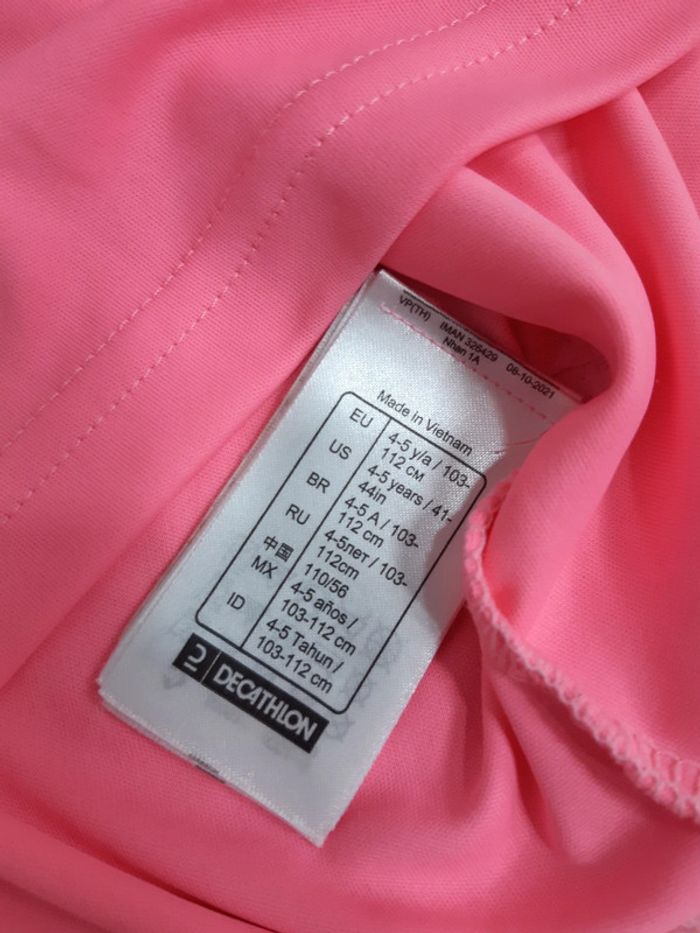 VP(TH) IMAN 326429 08-10-2021
Nhan 1A
Made in Vietnam
EU 4-5 y/a / 103-
112 см
US 4-5 years / 41-
44in
BR 4-5 A / 103-
112 cm
RU 4-5лет / 103-
112cm
中国 110/56
MX 4-5 años /
103-112 cm
ID 4-5 Tahun /
103-112 cm
DECATHLON